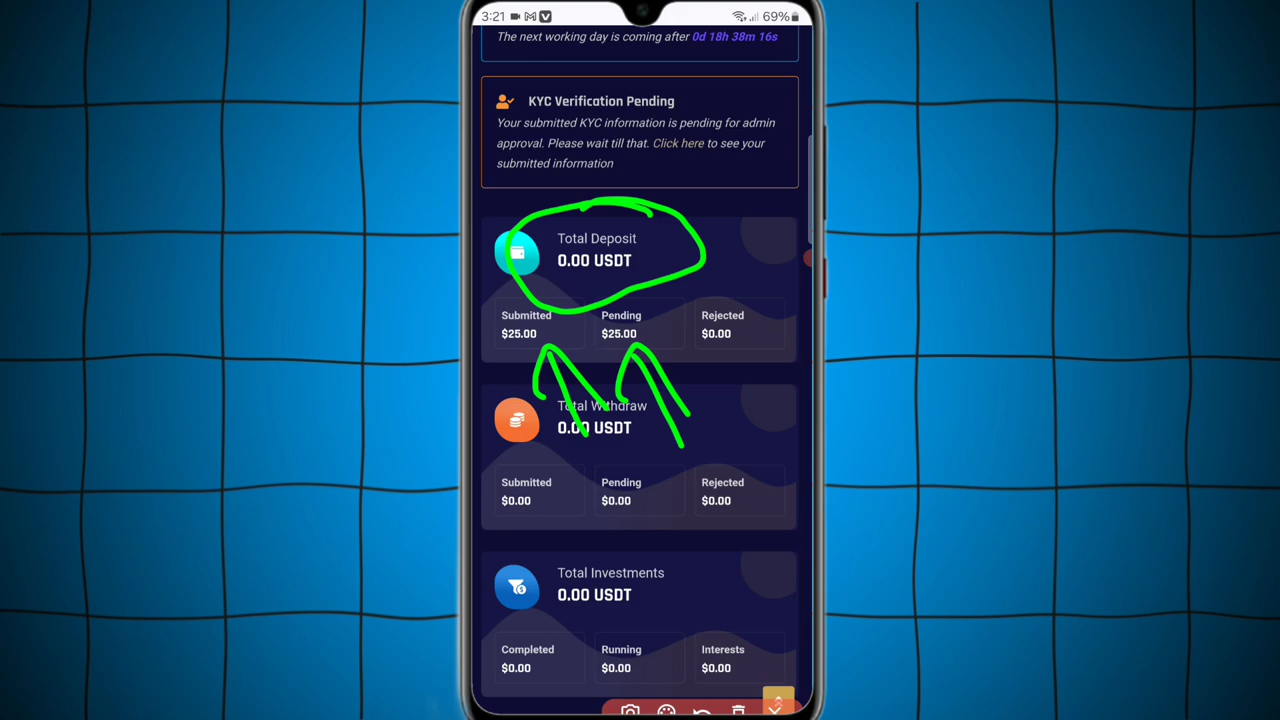 3:21
69%
The next working day is coming after 0d 18h 38m 16s
KYC Verification Pending
Your submitted KYC information is pending for admin
approval. Please wait till that. Click here to see your
submitted information
Total Deposit
0.00 USDT
Submitted Pending Rejected
$25.00 $25.00 $0.00
Total Withdraw
0.00 USDT
Submitted Pending Rejected
$0.00 $0.00 $0.00
Total Investments
0.00 USDT
Completed Running Interests
$0.00 $0.00 $0.00